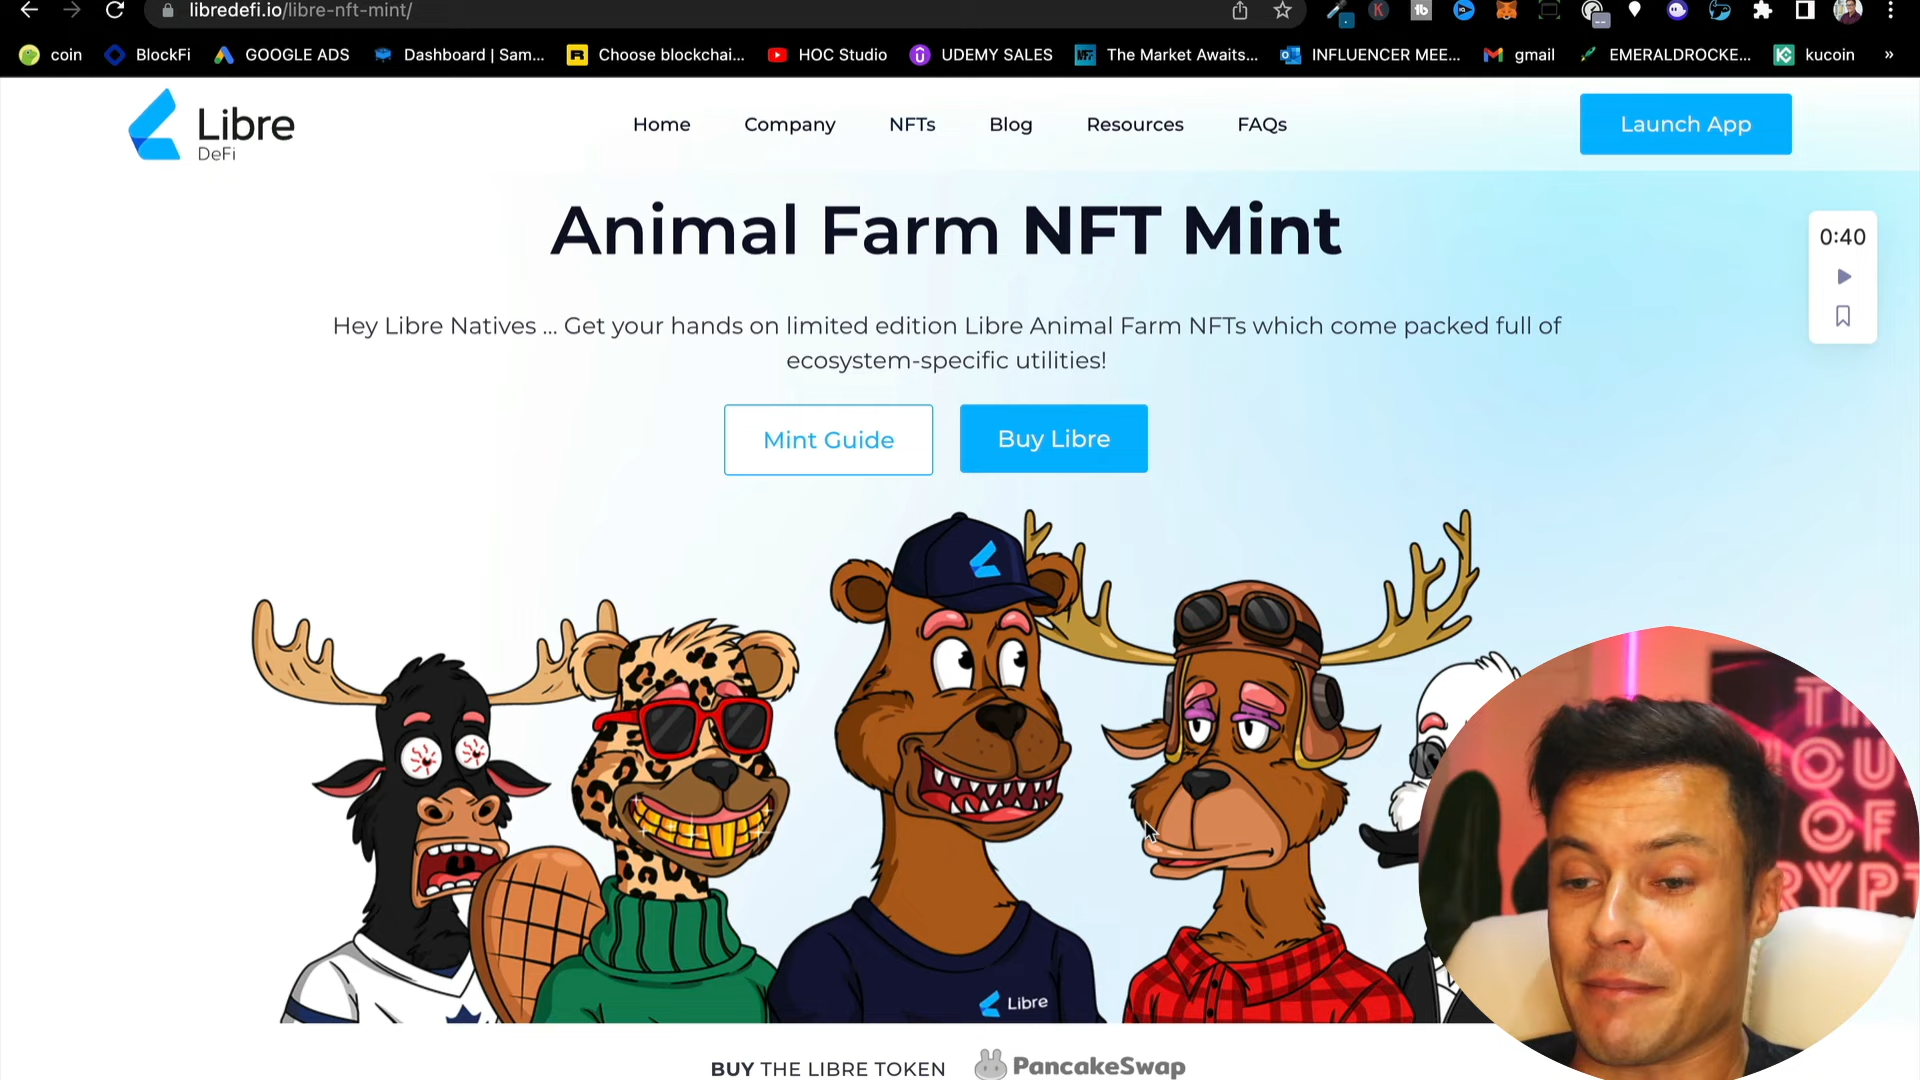 libredefi.io/libre-nft-mint/
coin
BlockFi
GOOGLE ADS
Dashboard | Sam...
Choose blockchai...
HOC Studio
UDEMY SALES
The Market Awaits...
INFLUENCER MEE...
gmail
EMERALDROCKE...
kucoin
»
Libre
DeFi
Home
Company
NFTs
Blog
Resources
FAQs
Launch App
Animal Farm NFT Mint
0:40
Hey Libre Natives ... Get your hands on limited edition Libre Animal Farm NFTs which come packed full of
ecosystem-specific utilities!
Mint Guide
Buy Libre
Libre
OF
BUY THE LIBRE TOKEN
PancakeSwap